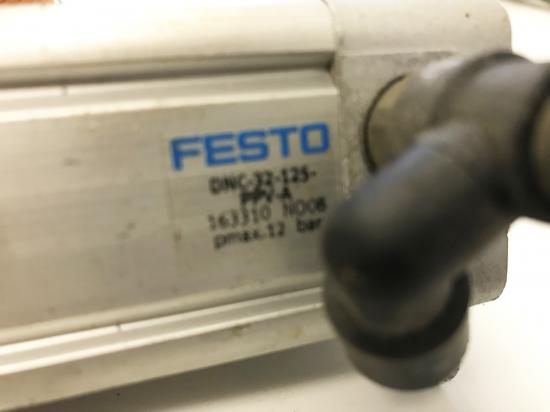 FESTO
DNC-32-125-
PPV-A
163310 N008
pmax.12 bar